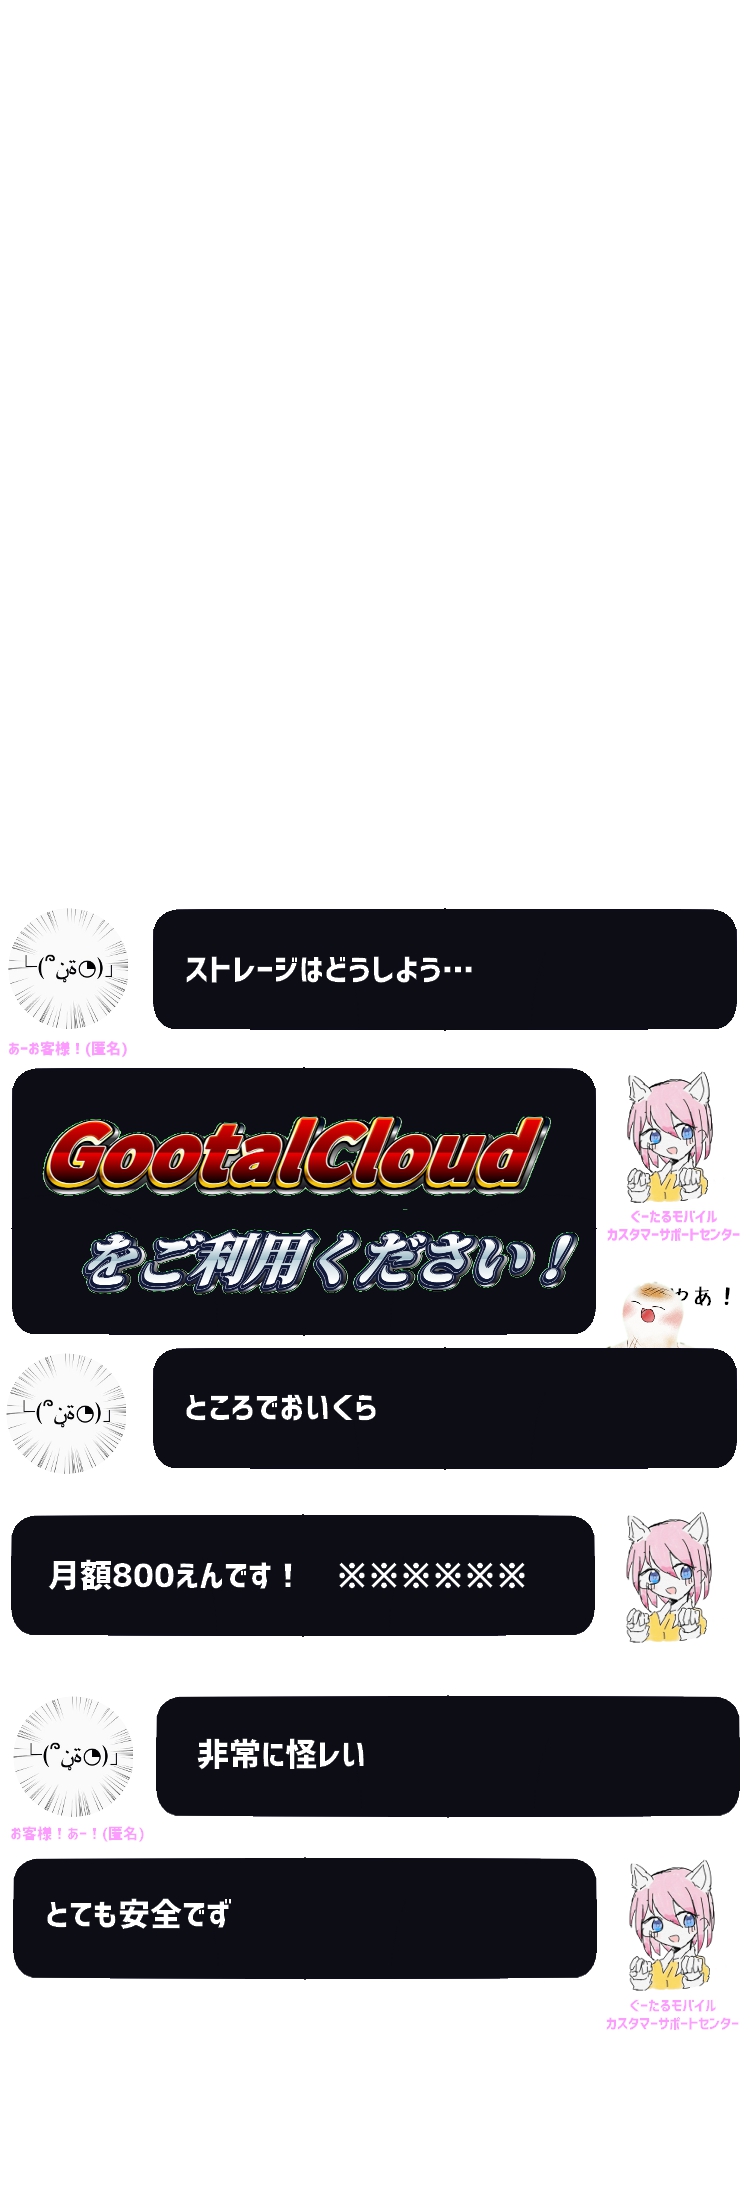 ストレージはどうしよう…
あーお客様！(匿名)
GootalCloud
をご利用ください！
ぐーたるモバイル
カスタマーサポートセンター
ゆあ！
ところでおいくら
月額800えんです！　※※※※※※
非常に怪レい
お客様！あー！(匿名)
とても安全でず
ぐーたるモバイル
カスタマーサポートセンター